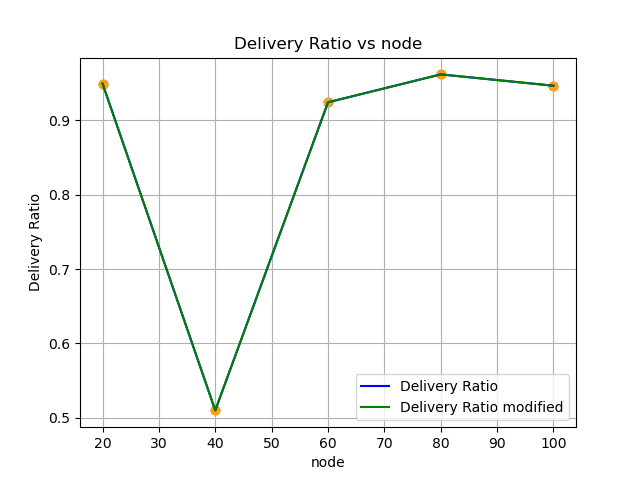 Delivery Ratio vs node
0.9
0.8
0.7
0.6
0.5
Delivery Ratio
Delivery Ratio
Delivery Ratio modified
20 30 40 50 60 70 80 90 100
node